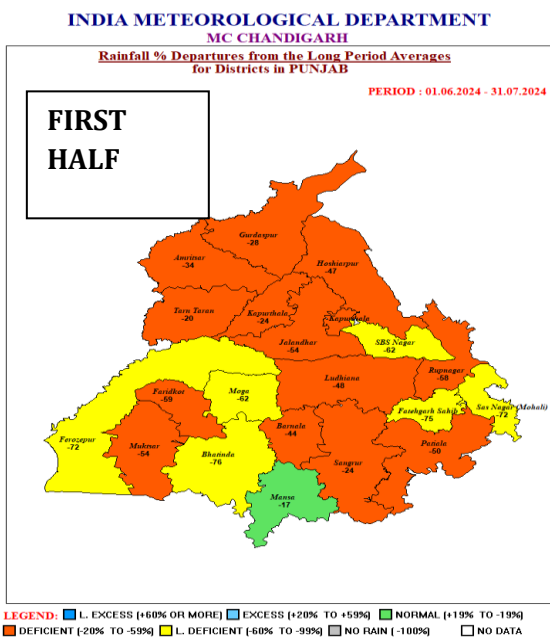 INDIA METEOROLOGICAL DEPARTMENT
MC CHANDIGARH
Rainfall % Departures from the Long Period Averages
for Districts in PUNJAB
PERIOD : 01.06.2024 - 31.07.2024
FIRST
HALF
Gurdaspur
-28
Amritsar
-34
Hoshiarpur
-47
Tarn Taran
-20
Kapurthala
-24
Kapurthala
Jalandhar
-54
SBS Nagar
-62
Ludhiana
-48
Rupnagar
-58
Moga
-62
Faridkot
-59
Fatehgarh Sahib
-75
Sas Nagar (Mohali)
-72
Ferozepur
-72
Muktsar
-54
Barnala
-44
Patiala
-50
Bhatinda
-76
Sangrur
-24
Mansa
-17
LEGEND: L. EXCESS (+60% OR MORE) EXCESS (+20% TO +59%) NORMAL (+19% TO -19%)
DEFICIENT (-20% TO -59%) L. DEFICIENT (-60% TO -99%) NO RAIN (-100%) NO DATA